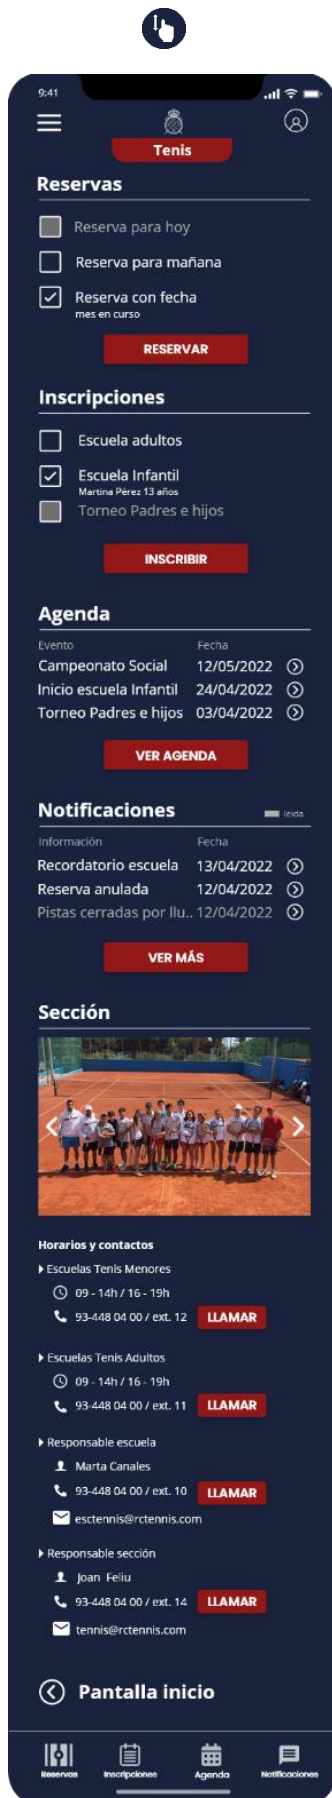 9:41
Tenis
Reservas
Reserva para hoy
Reserva para mañana
Reserva con fecha
mes en curso
RESERVAR
Inscripciones
Escuela adultos
Escuela Infantil
Martina Pérez 13 años
Torneo Padres e hijos
INSCRIBIR
Agenda
Evento Fecha
Campeonato Social 12/05/2022
Inicio escuela Infantil 24/04/2022
Torneo Padres e hijos 03/04/2022
VER AGENDA
Notificaciones leida
Información Fecha
Recordatorio escuela 13/04/2022
Reserva anulada 12/04/2022
Pistas cerradas por llu.. 12/04/2022
VER MÁS
Sección
Horarios y contactos
Escuelas Tenis Menores
09 - 14h / 16 - 19h
93-448 04 00 / ext. 12 LLAMAR
Escuelas Tenis Adultos
09 - 14h / 16 - 19h
93-448 04 00 / ext. 11 LLAMAR
Responsable escuela
Marta Canales
93-448 04 00 / ext. 10 LLAMAR
esctennis@rctennis.com
Responsable sección
Joan Feliu
93-448 04 00 / ext. 14 LLAMAR
tennis@rctennis.com
Pantalla inicio
Reservas Inscripciones Agenda Notificaciones